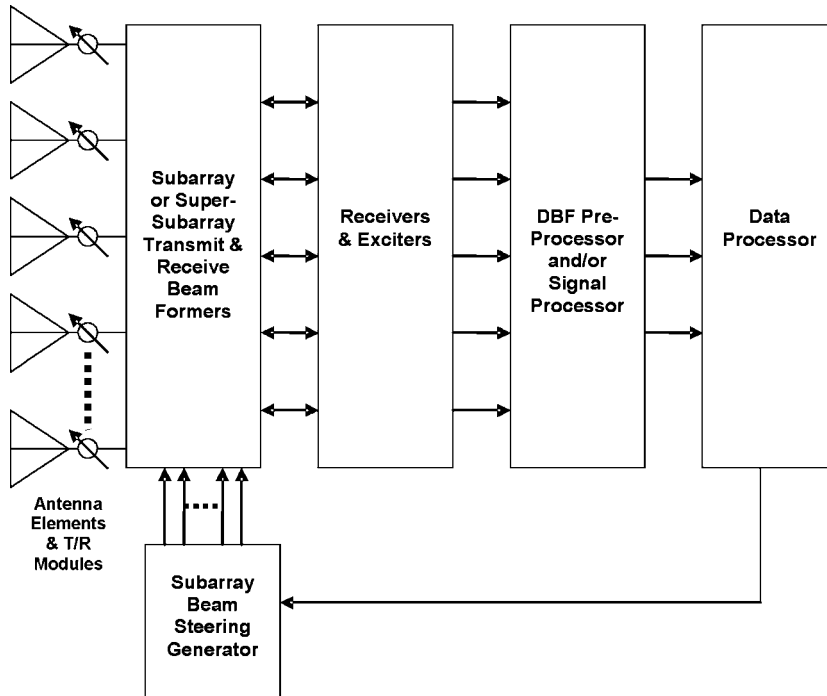 Subarray
or Super-
Subarray
Transmit &
Receive
Beam
Formers
Receivers
& Exciters
DBF Pre-
Processor
and/or
Signal
Processor
Data
Processor
Antenna
Elements
& T/R
Modules
Subarray
Beam
Steering
Generator